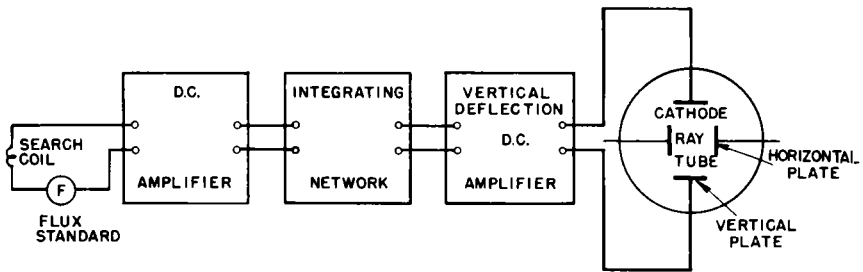 SEARCH
COIL
F
FLUX
STANDARD
D.C.
AMPLIFIER
INTEGRATING
NETWORK
VERTICAL
DEFLECTION
D.C.
AMPLIFIER
CATHODE
RAY
TUBE
HORIZONTAL
PLATE
VERTICAL
PLATE